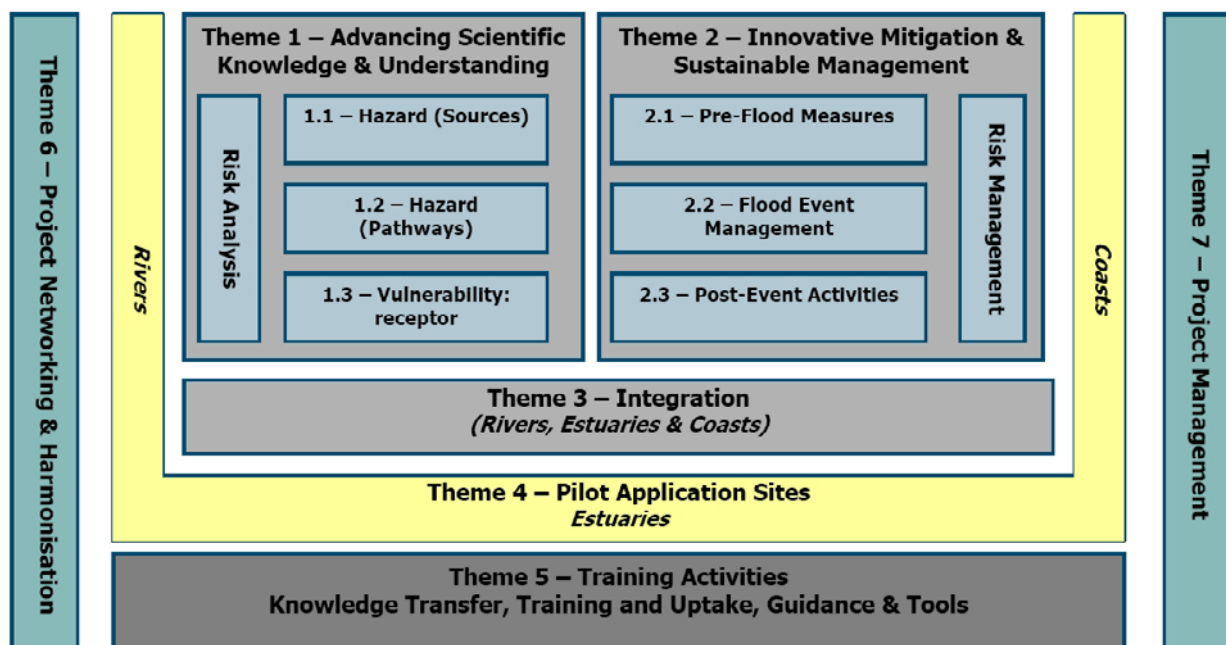 Theme 6 – Project Networking & Harmonisation
Rivers
Theme 1 – Advancing Scientific
Knowledge & Understanding
Risk Analysis
1.1 – Hazard (Sources)
1.2 – Hazard
(Pathways)
1.3 – Vulnerability:
receptor
Theme 2 – Innovative Mitigation &
Sustainable Management
2.1 – Pre-Flood Measures
2.2 – Flood Event
Management
2.3 – Post-Event Activities
Risk Management
Coasts
Theme 7 – Project Management
Theme 3 – Integration
(Rivers, Estuaries & Coasts)
Theme 4 – Pilot Application Sites
Estuaries
Theme 5 – Training Activities
Knowledge Transfer, Training and Uptake, Guidance & Tools